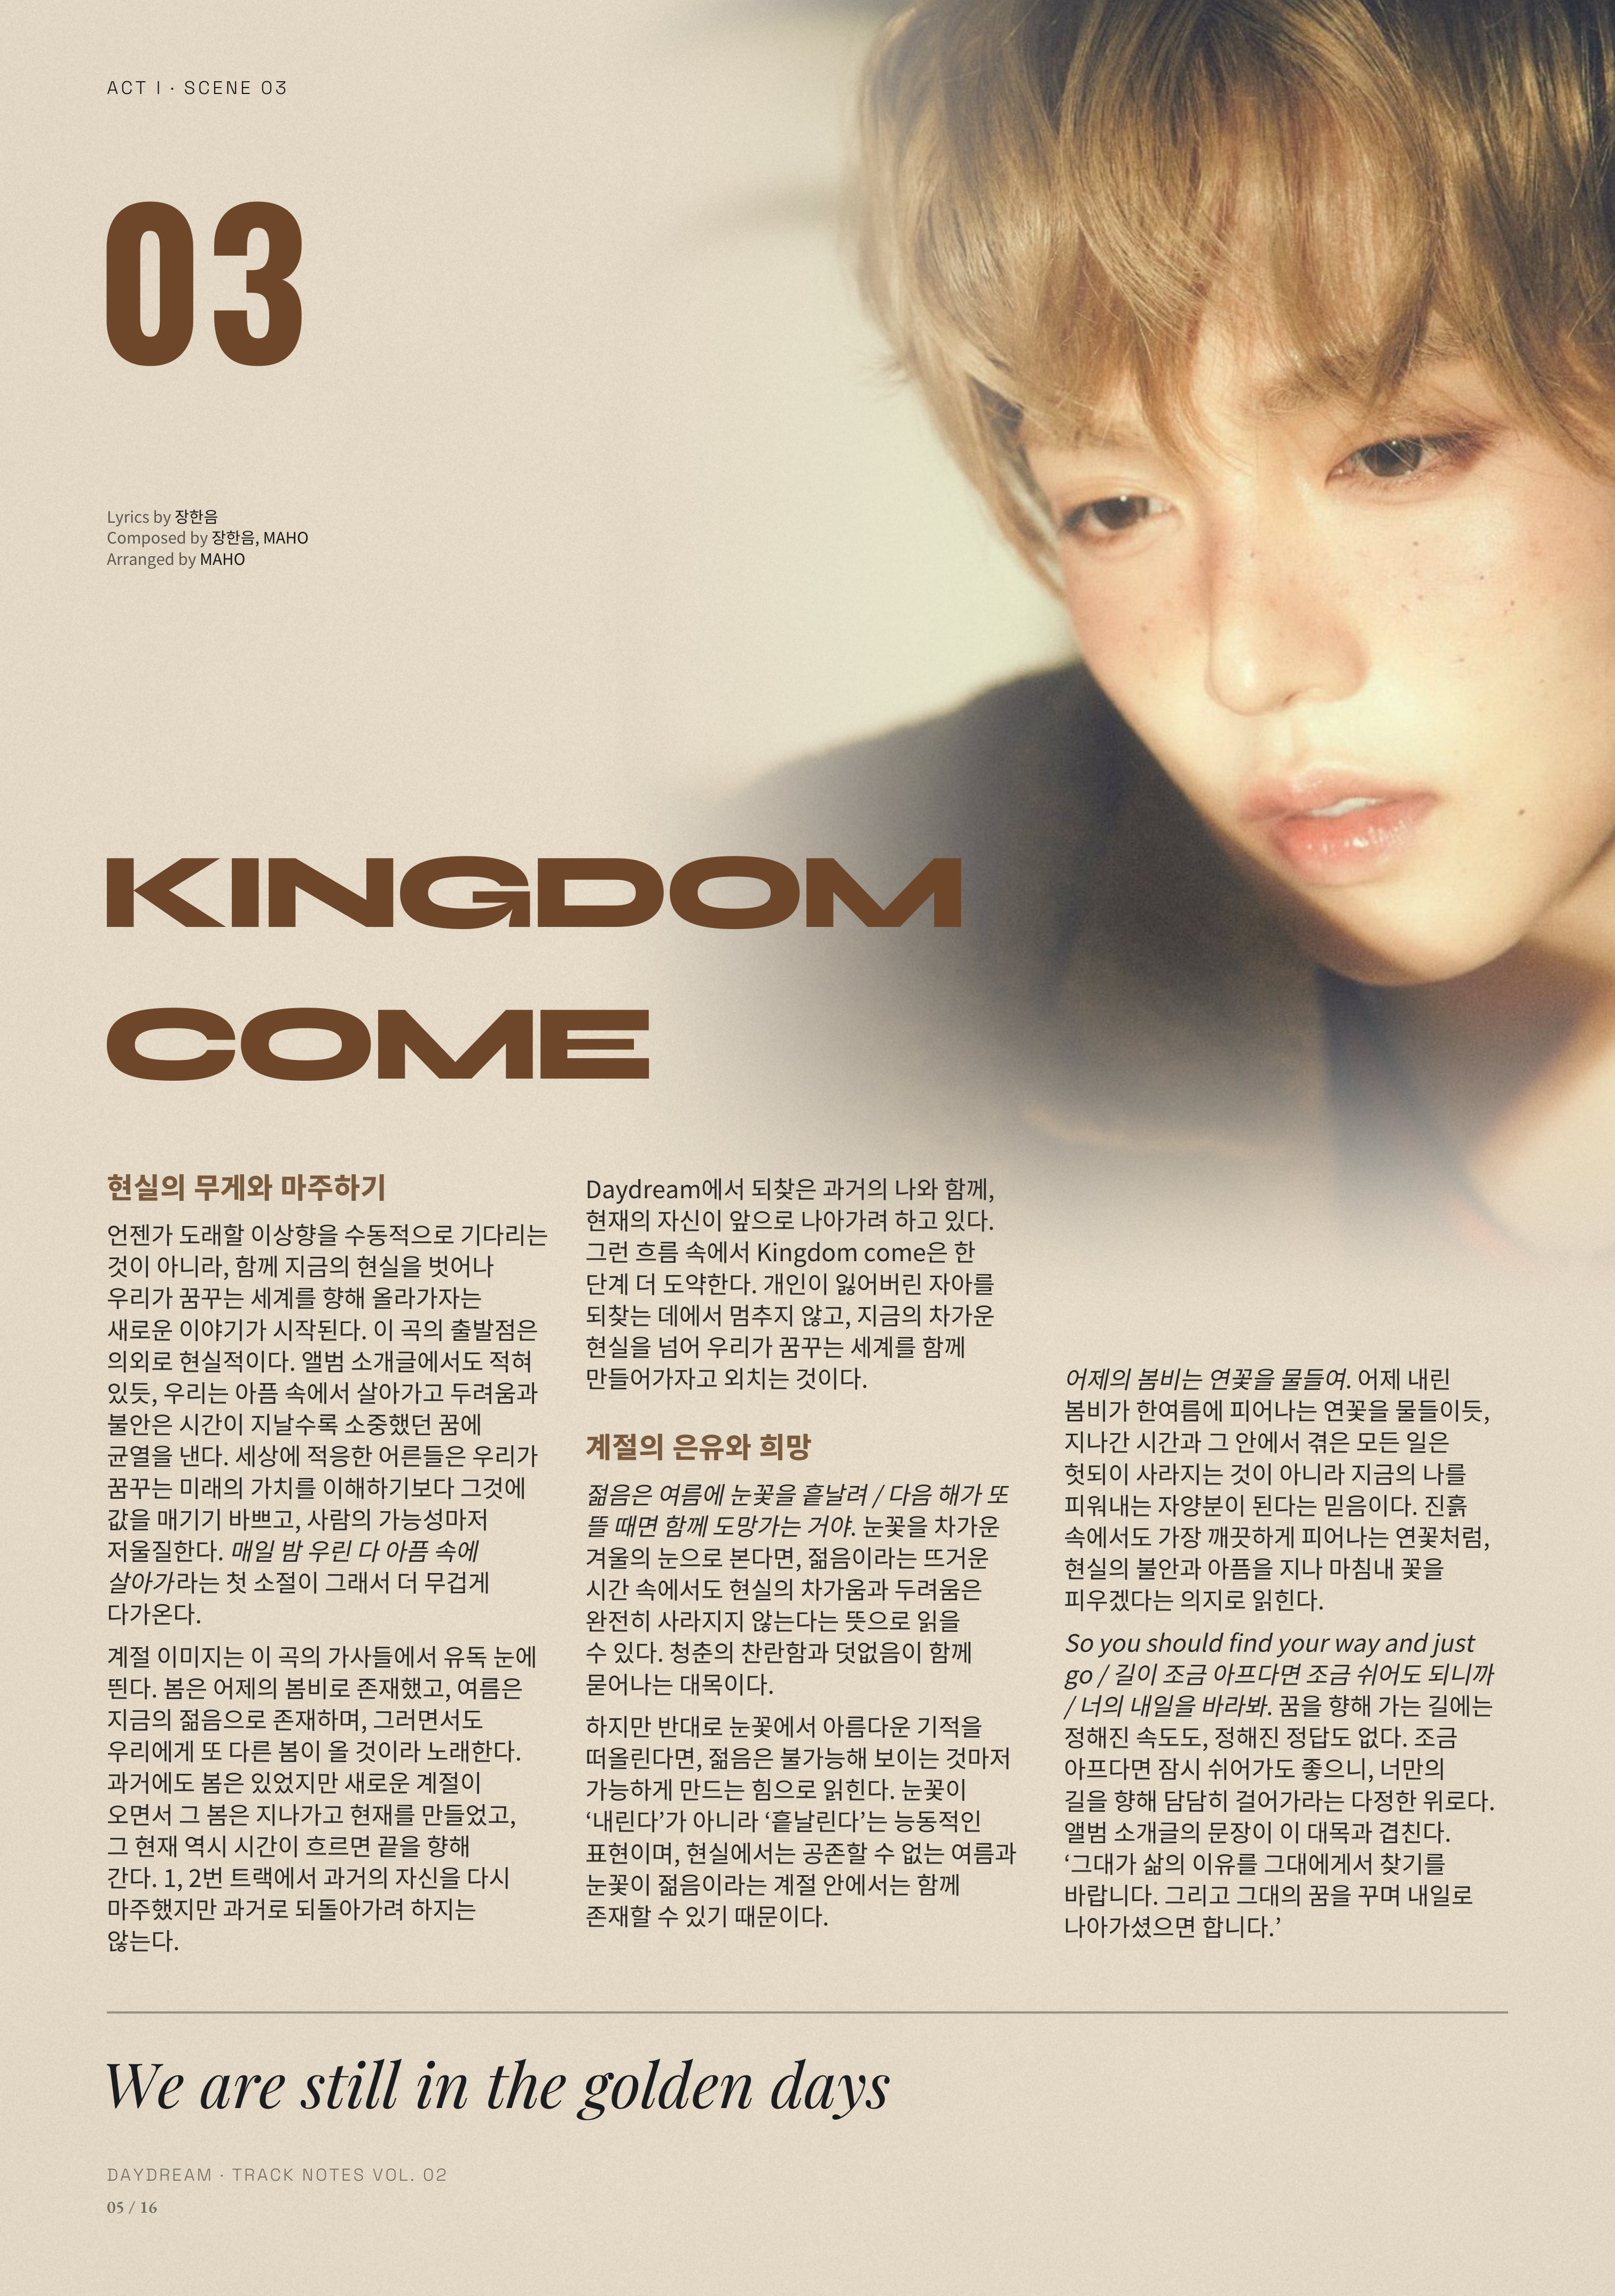 ACT I · SCENE 03
03
Lyrics by 장한음
Composed by 장한음, MAHO
Arranged by MAHO
KINGDOM
COME
현실의 무게와 마주하기
언젠가 도래할 이상향을 수동적으로 기다리는
것이 아니라, 함께 지금의 현실을 벗어나
우리가 꿈꾸는 세계를 향해 올라가자는
새로운 이야기가 시작된다. 이 곡의 출발점은
의외로 현실적이다. 앨범 소개글에서도 적혀
있듯, 우리는 아픔 속에서 살아가고 두려움과
불안은 시간이 지날수록 소중했던 꿈에
균열을 낸다. 세상에 적응한 어른들은 우리가
꿈꾸는 미래의 가치를 이해하기보다 그것에
값을 매기기 바쁘고, 사람의 가능성마저
저울질한다. 매일 밤 우린 다 아픔 속에
살아가라는 첫 소절이 그래서 더 무겁게
다가온다.
계절 이미지는 이 곡의 가사들에서 유독 눈에
띈다. 봄은 어제의 봄비로 존재했고, 여름은
지금의 젊음으로 존재하며, 그러면서도
우리에게 또 다른 봄이 올 것이라 노래한다.
과거에도 봄은 있었지만 새로운 계절이
오면서 그 봄은 지나가고 현재를 만들었고,
그 현재 역시 시간이 흐르면 끝을 향해
간다. 1, 2번 트랙에서 과거의 자신을 다시
마주했지만 과거로 되돌아가려 하지는
않는다.
Daydream에서 되찾은 과거의 나와 함께,
현재의 자신이 앞으로 나아가려 하고 있다.
그런 흐름 속에서 Kingdom come은 한
단계 더 도약한다. 개인이 잃어버린 자아를
되찾는 데에서 멈추지 않고, 지금의 차가운
현실을 넘어 우리가 꿈꾸는 세계를 함께
만들어가자고 외치는 것이다.
계절의 은유와 희망
젊음은 여름에 눈꽃을 흩날려 / 다음 해가 또
뜰 때면 함께 도망가는 거야. 눈꽃을 차가운
겨울의 눈으로 본다면, 젊음이라는 뜨거운
시간 속에서도 현실의 차가움과 두려움은
완전히 사라지지 않는다는 뜻으로 읽을
수 있다. 청춘의 찬란함과 덧없음이 함께
묻어나는 대목이다.
하지만 반대로 눈꽃에서 아름다운 기적을
떠올린다면, 젊음은 불가능해 보이는 것마저
가능하게 만드는 힘으로 읽힌다. 눈꽃이
‘내린다’가 아니라 ‘흩날린다’는 능동적인
표현이며, 현실에서는 공존할 수 없는 여름과
눈꽃이 젊음이라는 계절 안에서는 함께
존재할 수 있기 때문이다.
어제의 봄비는 연꽃을 물들여. 어제 내린
봄비가 한여름에 피어나는 연꽃을 물들이듯,
지나간 시간과 그 안에서 겪은 모든 일은
헛되이 사라지는 것이 아니라 지금의 나를
피워내는 자양분이 된다는 믿음이다. 진흙
속에서도 가장 깨끗하게 피어나는 연꽃처럼,
현실의 불안과 아픔을 지나 마침내 꽃을
피우겠다는 의지로 읽힌다.
So you should find your way and just
go / 길이 조금 아프다면 조금 쉬어도 되니까
/ 너의 내일을 바라봐. 꿈을 향해 가는 길에는
정해진 속도도, 정해진 정답도 없다. 조금
아프다면 잠시 쉬어가도 좋으니, 너만의
길을 향해 담담히 걸어가라는 다정한 위로다.
앨범 소개글의 문장이 이 대목과 겹친다.
‘그대가 삶의 이유를 그대에게서 찾기를
바랍니다. 그리고 그대의 꿈을 꾸며 내일로
나아가셨으면 합니다.’
We are still in the golden days
DAYDREAM · TRACK NOTES VOL. 02
05 / 16